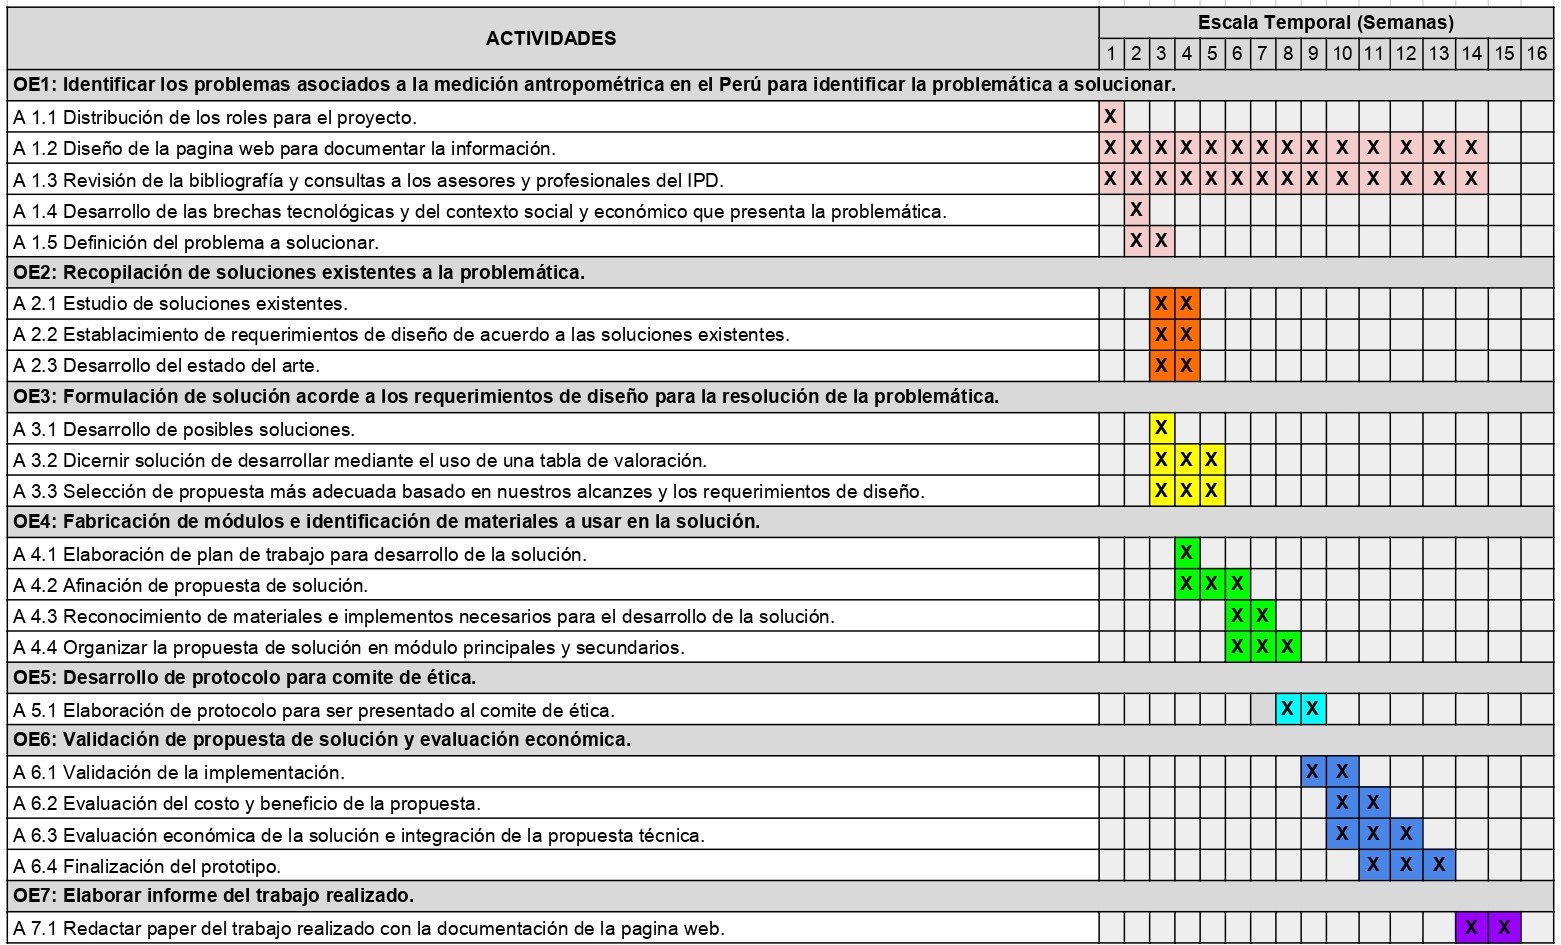 ACTIVIDADES
Escala Temporal (Semanas)
1 2 3 4 5 6 7 8 9 10 11 12 13 14 15 16
OE1: Identificar los problemas asociados a la medición antropométrica en el Perú para identificar la problemática a solucionar.
A 1.1 Distribución de los roles para el proyecto. X
A 1.2 Diseño de la pagina web para documentar la información. X X X X X X X X X X X X X X
A 1.3 Revisión de la bibliografía y consultas a los asesores y profesionales del IPD. X X X X X X X X X X X X X X
A 1.4 Desarrollo de las brechas tecnológicas y del contexto social y económico que presenta la problemática. X
A 1.5 Definición del problema a solucionar. X X
OE2: Recopilación de soluciones existentes a la problemática.
A 2.1 Estudio de soluciones existentes. X X
A 2.2 Establacimiento de requerimientos de diseño de acuerdo a las soluciones existentes. X X
A 2.3 Desarrollo del estado del arte. X X
OE3: Formulación de solución acorde a los requerimientos de diseño para la resolución de la problemática.
A 3.1 Desarrollo de posibles soluciones. X
A 3.2 Dicernir solución de desarrollar mediante el uso de una tabla de valoración. X X X
A 3.3 Selección de propuesta más adecuada basado en nuestros alcanzes y los requerimientos de diseño. X X X
OE4: Fabricación de módulos e identificación de materiales a usar en la solución.
A 4.1 Elaboración de plan de trabajo para desarrollo de la solución. X
A 4.2 Afinación de propuesta de solución. X X X
A 4.3 Reconocimiento de materiales e implementos necesarios para el desarrollo de la solución. X X
A 4.4 Organizar la propuesta de solución en módulo principales y secundarios. X X X
OE5: Desarrollo de protocolo para comite de ética.
A 5.1 Elaboración de protocolo para ser presentado al comite de ética. X X
OE6: Validación de propuesta de solución y evaluación económica.
A 6.1 Validación de la implementación. X X
A 6.2 Evaluación del costo y beneficio de la propuesta. X X
A 6.3 Evaluación económica de la solución e integración de la propuesta técnica. X X X
A 6.4 Finalización del prototipo. X X X
OE7: Elaborar informe del trabajo realizado.
A 7.1 Redactar paper del trabajo realizado con la documentación de la pagina web. X X